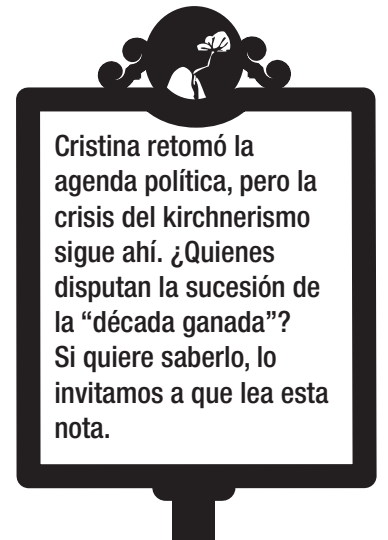 Cristina retomó la
agenda política, pero la
crisis del kirchnerismo
sigue ahí. ¿Quienes
disputan la sucesión de
la “década ganada”?
Si quiere saberlo, lo
invitamos a que lea esta
nota.